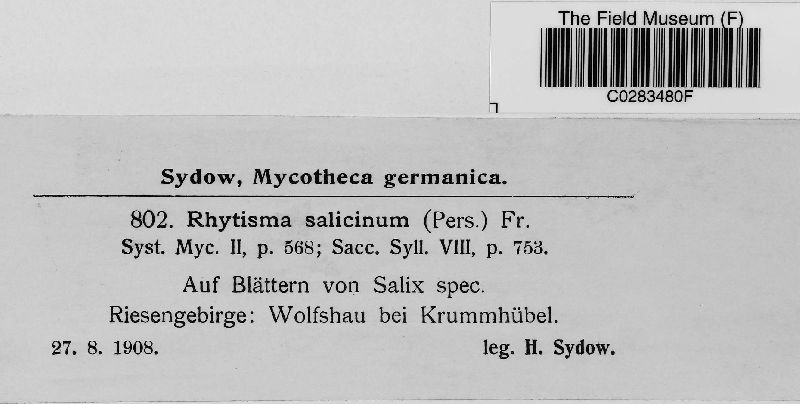 The Field Museum (F)
C0283480F
Sydow, Mycotheca germanica.
802. Rhytisma salicinum (Pers.) Fr.
Syst. Myc. II, p. 568; Sacc. Syll. VIII, p. 753.
Auf Blättern von Salix spec.
Riesengebirge: Wolfshau bei Krummhübel.
27. 8. 1908. leg. H. Sydow.